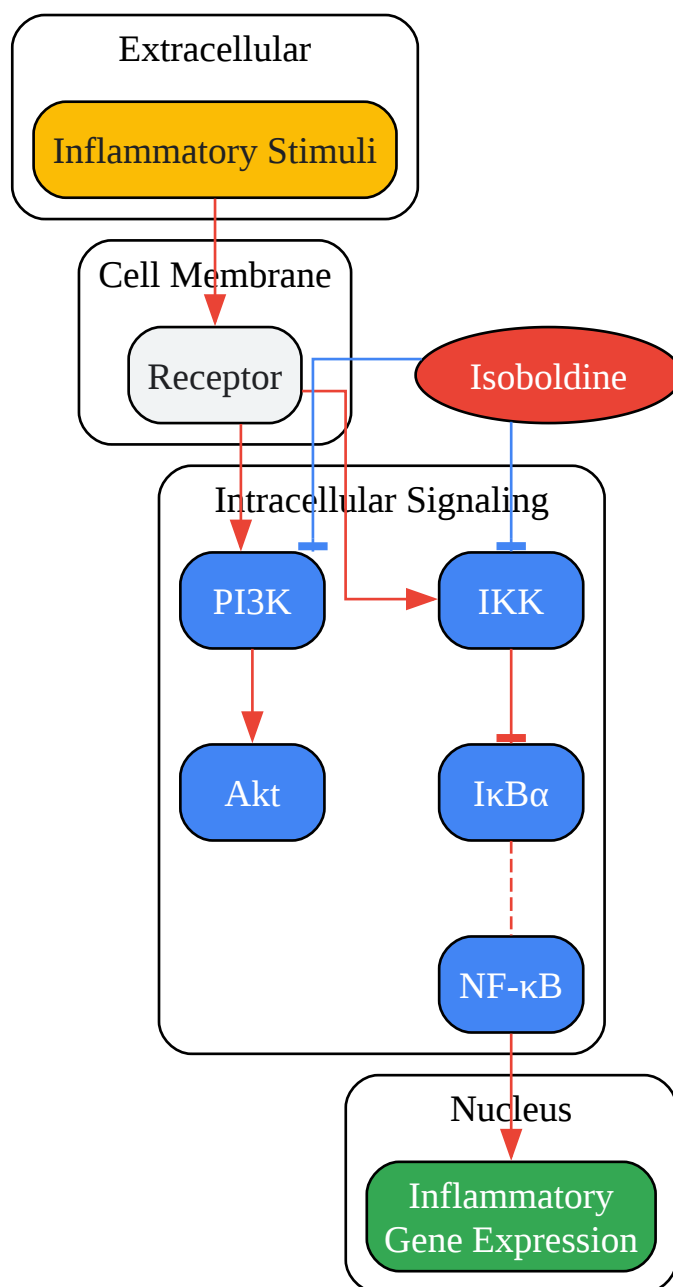 Extracellular
Inflammatory Stimuli
Cell Membrane
Receptor
Isoboldine
Intracellular Signaling
PI3K
IKK
Akt
IκBα
NF-κB
Nucleus
Inflammatory
Gene Expression